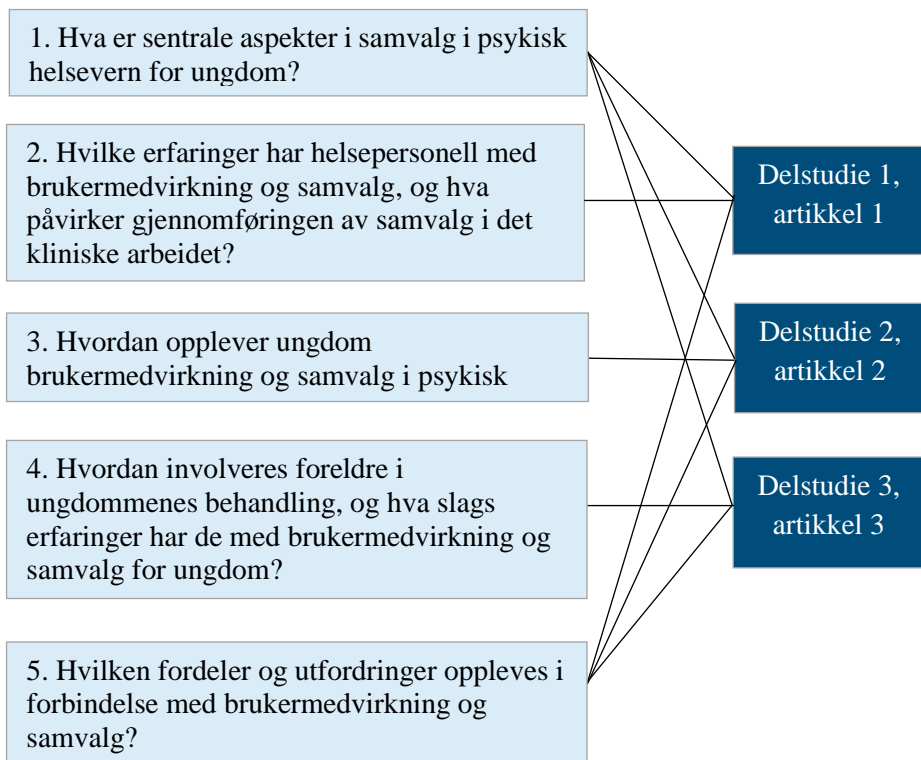 1. Hva er sentrale aspekter i samvalg i psykisk
helsevern for ungdom?
2. Hvilke erfaringer har helsepersonell med
brukermedvirkning og samvalg, og hva
påvirker gjennomføringen av samvalg i det
kliniske arbeidet?
3. Hvordan opplever ungdom
brukermedvirkning og samvalg i psykisk
4. Hvordan involveres foreldre i
ungdommenes behandling, og hva slags
erfaringer har de med brukermedvirkning og
samvalg for ungdom?
5. Hvilken fordeler og utfordringer oppleves i
forbindelse med brukermedvirkning og
samvalg?
Delstudie 1,
artikkel 1
Delstudie 2,
artikkel 2
Delstudie 3,
artikkel 3